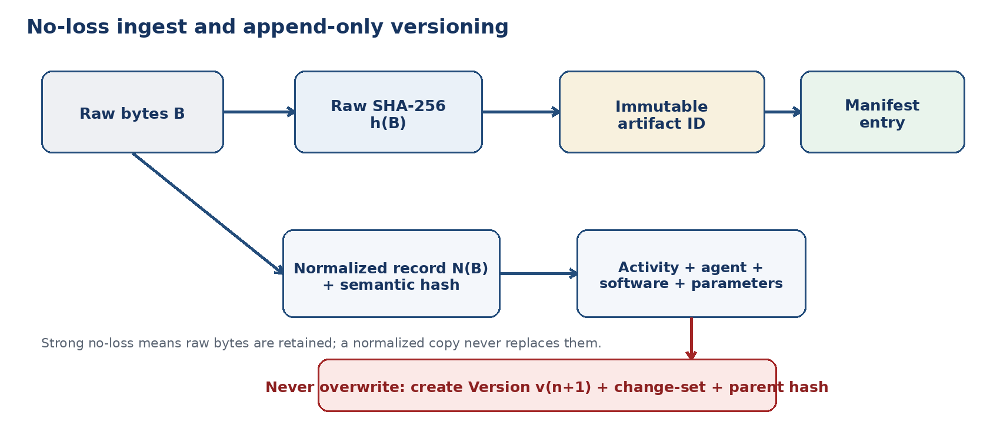 No-loss ingest and append-only versioning
Raw bytes B
Raw SHA-256
h(B)
Immutable
artifact ID
Manifest
entry
Normalized record N(B)
+ semantic hash
Activity + agent +
software + parameters
Strong no-loss means raw bytes are retained; a normalized copy never replaces them.
Never overwrite: create Version v(n+1) + change-set + parent hash